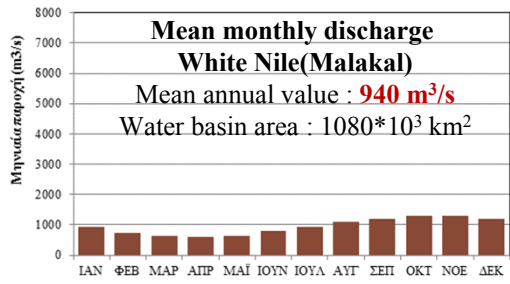 Mean monthly discharge
White Nile(Malakal)
Mean annual value : 940 m³/s
Water basin area : 1080*10³ km²
Μηνιαία παροχή (m3/s)
8000
7000
6000
5000
4000
3000
2000
1000
0
ΙΑΝ ΦΕΒ ΜΑΡ ΑΠΡ ΜΑΪ ΙΟΥΝ ΙΟΥΛ ΑΥΓ ΣΕΠ ΟΚΤ ΝΟΕ ΔΕΚ